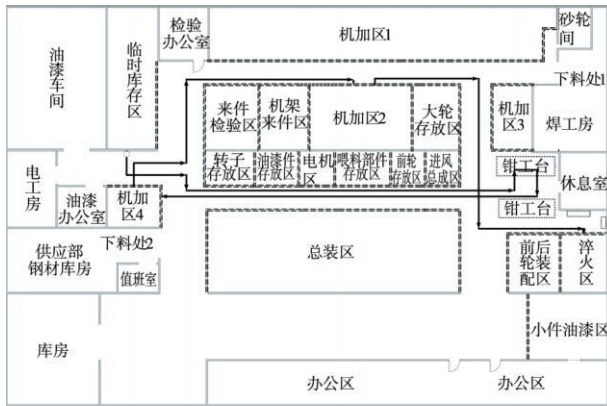 油漆车间
临时库存区
检验
办公室
机加区1
砂轮
间
下料处1
来件
检验区
机架
来件区
机加区2
大轮
存放区
机加
区3
焊工房
转子
存放区
油漆件
存放区
电机
区
喂料部件
存放区
前轮
存放区
进风
总成区
钳工台
钳工台
休息室
电工房
油漆
办公室
机加
区4
供应部
钢材库房
下料处2
值班室
总装区
前后
轮装
配区
淬火区
小件油漆区
库房
办公区
办公区